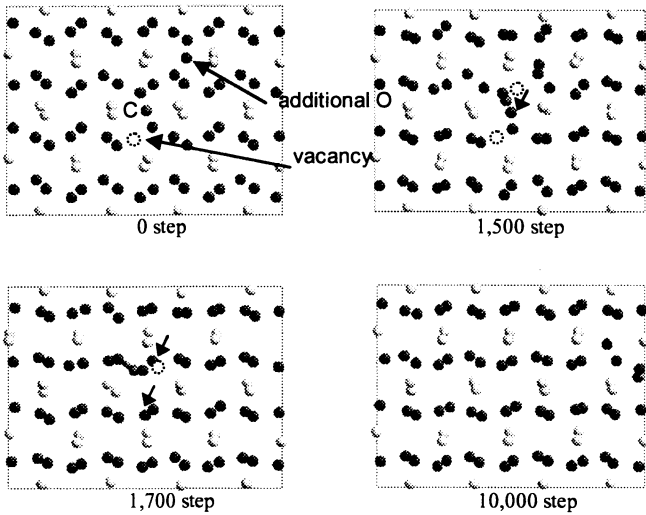 additional O
C
vacancy
0 step
1,500 step
1,700 step
10,000 step